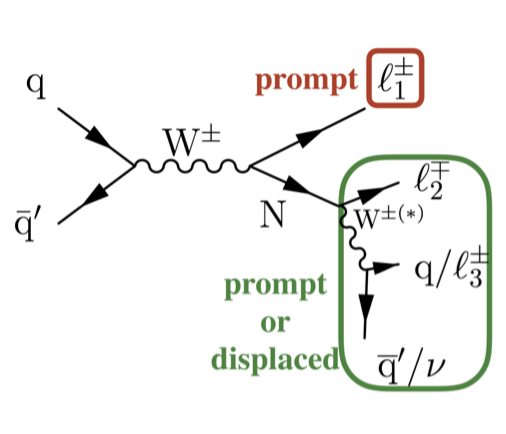 q
q̄′
W±
prompt
ℓ₁±
N
ℓ₂∓
W±(*)
q/ℓ₃±
q̄′/ν
prompt
or
displaced